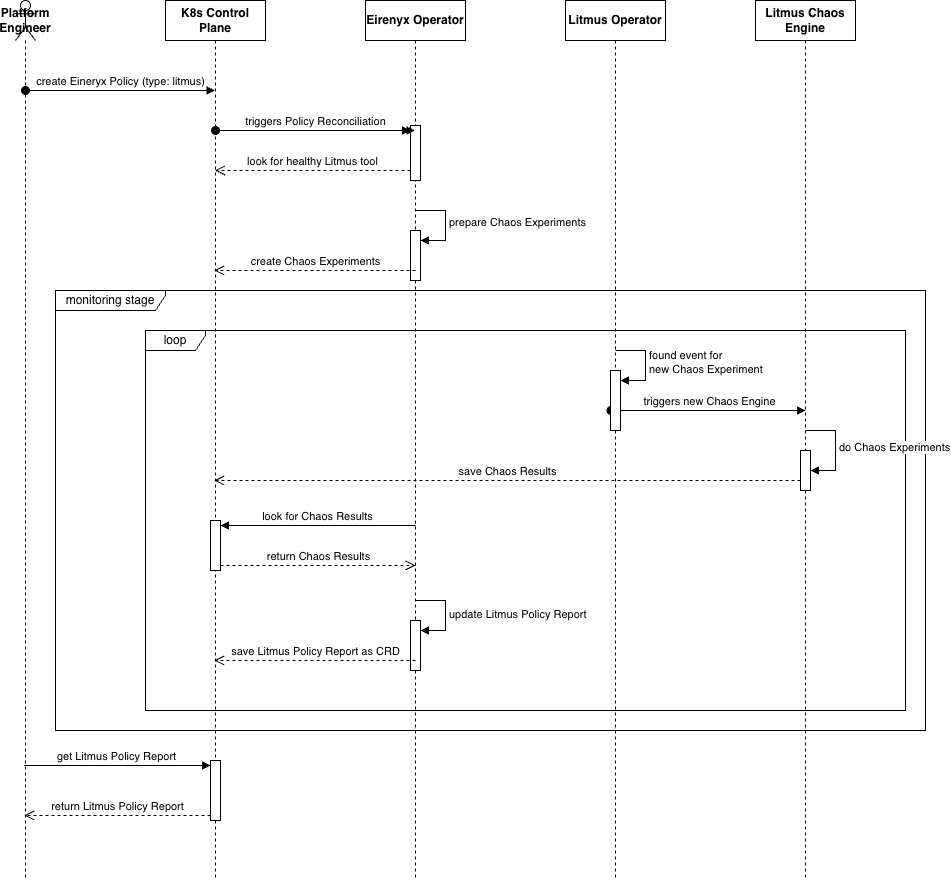 Platform
Engineer
K8s Control
Plane
Eirenyx Operator
Litmus Operator
Litmus Chaos
Engine
create Eineryx Policy (type: litmus)
triggers Policy Reconciliation
look for healthy Litmus tool
prepare Chaos Experiments
create Chaos Experiments
monitoring stage
loop
found event for
new Chaos Experiment
triggers new Chaos Engine
do Chaos Experiments
save Chaos Results
look for Chaos Results
return Chaos Results
update Litmus Policy Report
save Litmus Policy Report as CRD
get Litmus Policy Report
return Litmus Policy Report